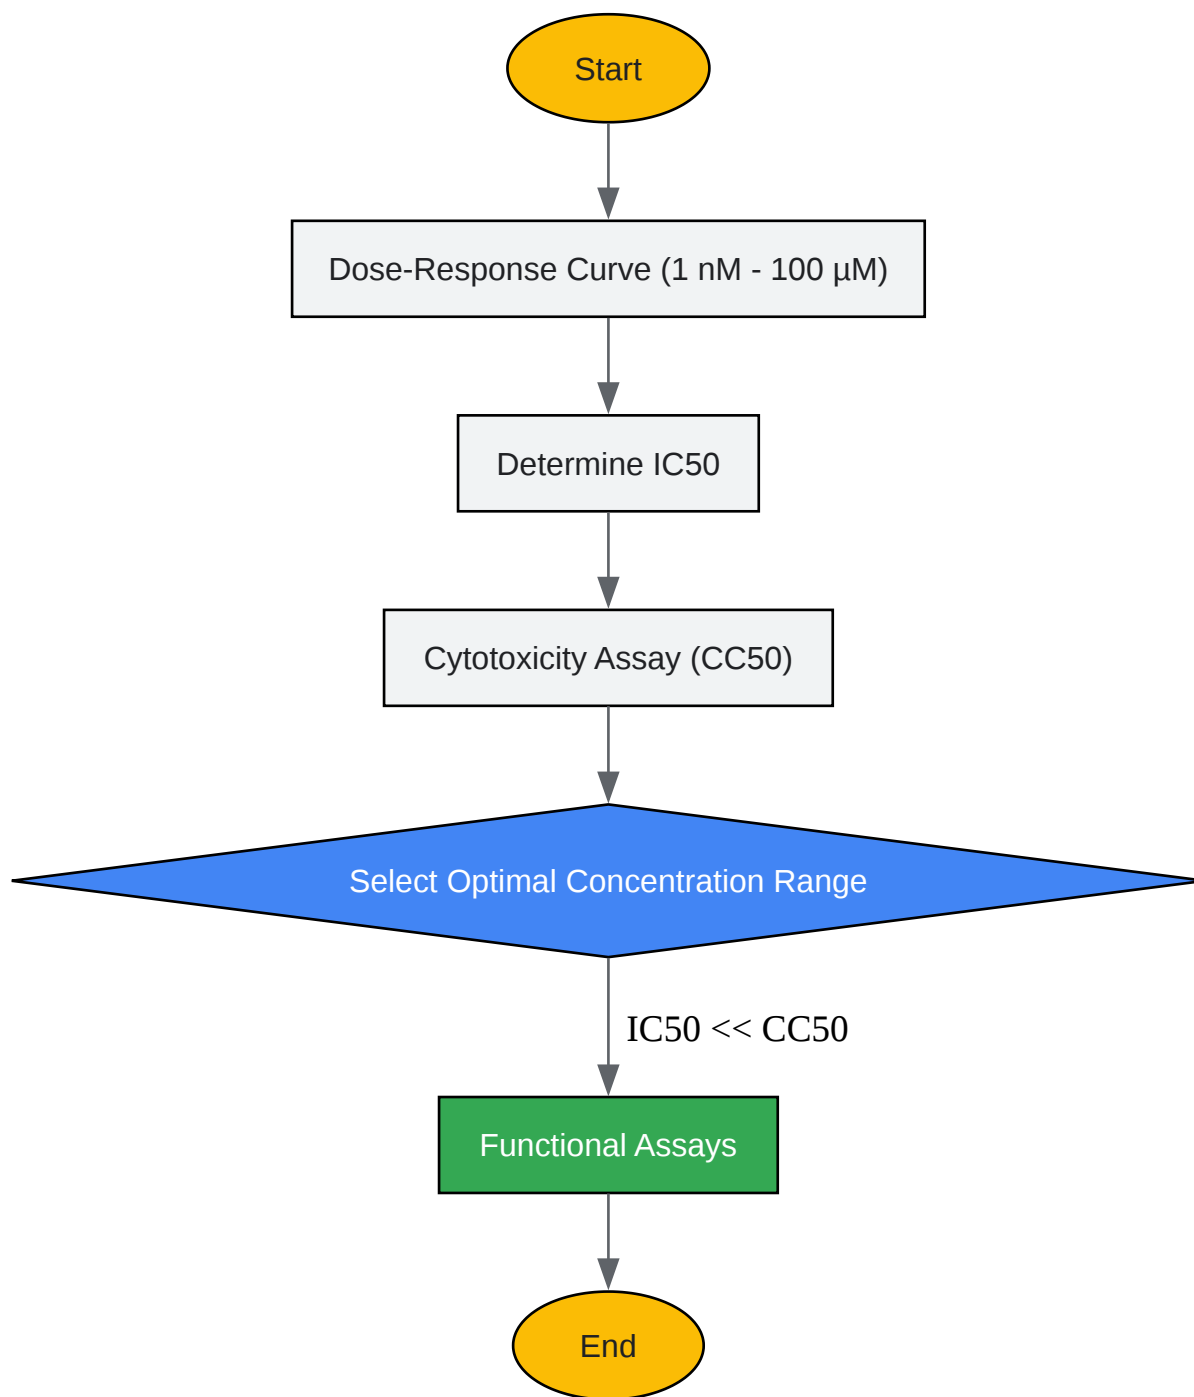 Start
Dose-Response Curve (1 nM - 100 µM)
Determine IC50
Cytotoxicity Assay (CC50)
Select Optimal Concentration Range
IC50 << CC50
Functional Assays
End